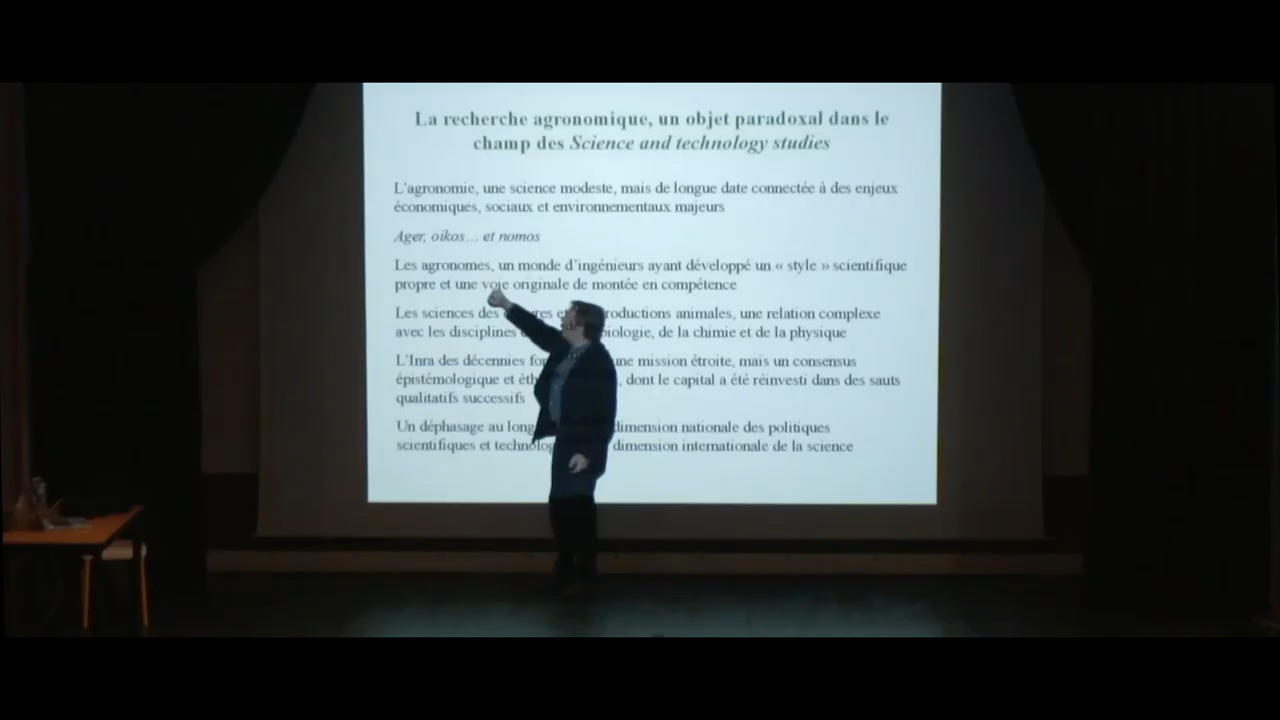 La recherche agronomique, un objet paradoxal dans le
champ des Science and technology studies
L'agronomie, une science modeste, mais de longue date connectée à des enjeux
économiques, sociaux et environnementaux majeurs
Ager, oikos… et nomos
Les agronomes, un monde d'ingénieurs ayant développé un « style » scientifique
propre et une voie originale de montée en compétence
Les sciences des productions animales, une relation complexe
avec les disciplines de la chimie et de la physique
L'Inra des décennies une mission étroite, mais un consensus
épistémologique et dont le capital a été réinvesti dans des sauts
qualitatifs successifs
Un déphasage au dimension nationale des politiques
scientifiques et dimension internationale de la science